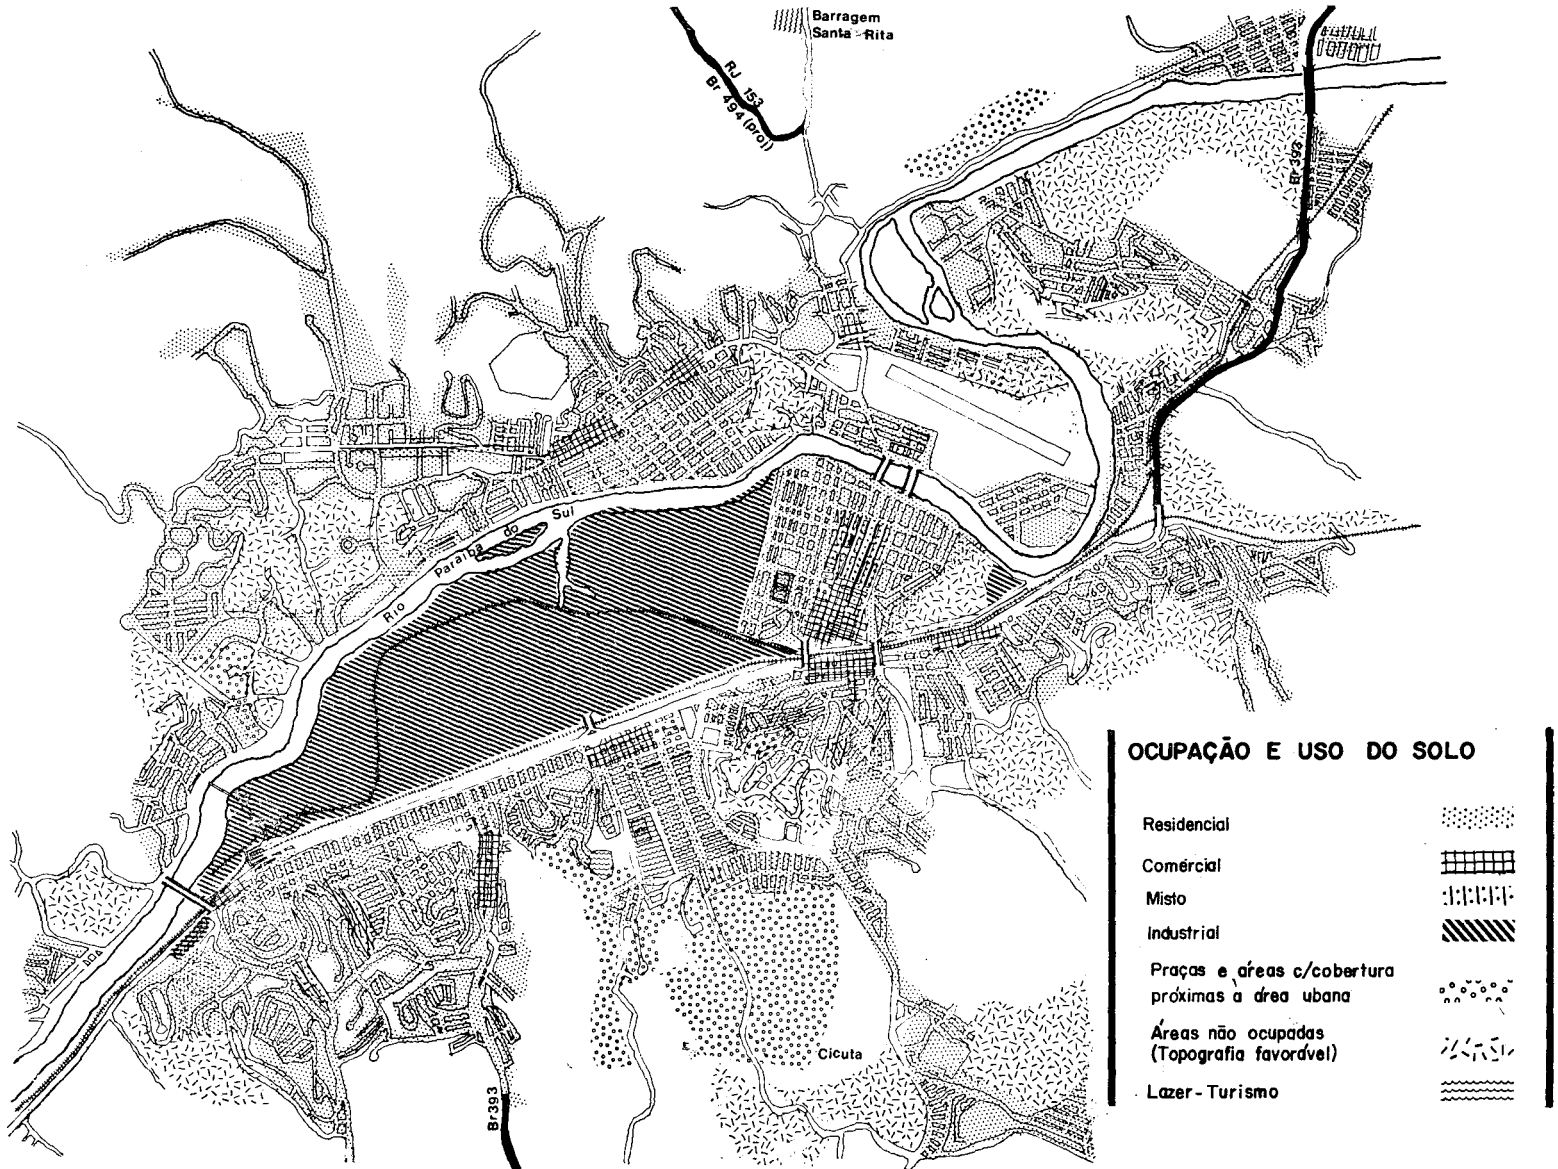 Barragem
Santa-Rita
RJ 153
Br 494 (proj)
Br 393
Rio Paraíba do Sul
Cicuta
Br393
OCUPAÇÃO E USO DO SOLO
Residencial
Comércial
Misto
Industrial
Praças e áreas c/cobertura
próximas à área ubana
Áreas não ocupadas
(Topografia favorável)
Lazer-Turismo